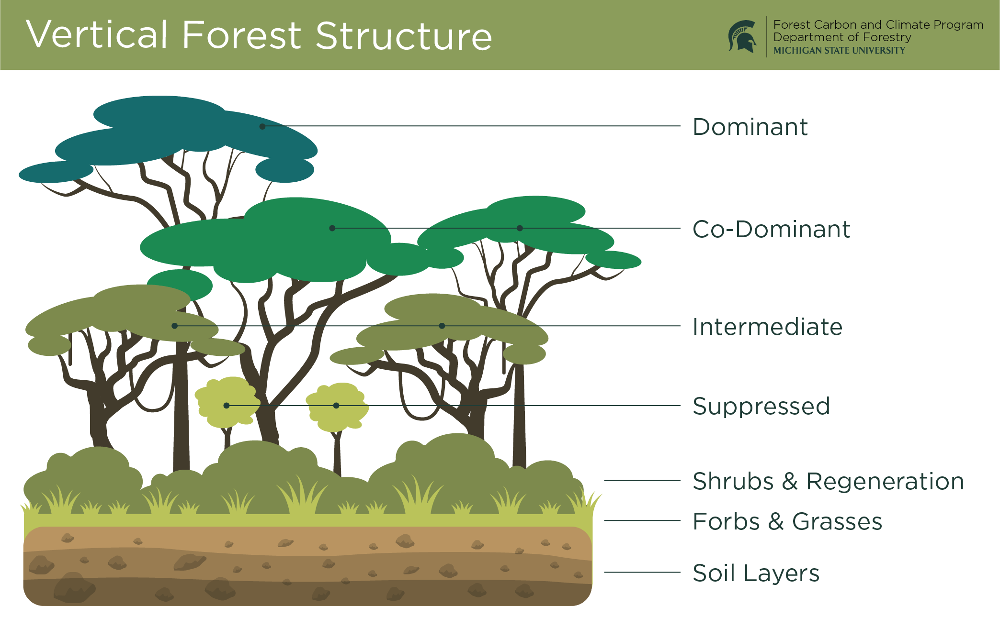 Vertical Forest Structure
Forest Carbon and Climate Program
Department of Forestry
MICHIGAN STATE UNIVERSITY
Dominant
Co-Dominant
Intermediate
Suppressed
Shrubs & Regeneration
Forbs & Grasses
Soil Layers